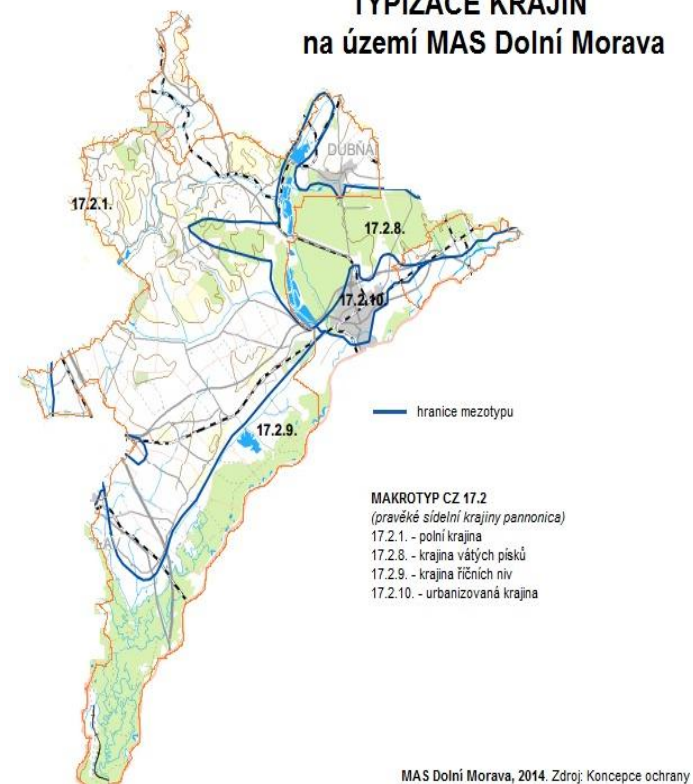 TYPIZACE KRAJIN
na území MAS Dolní Morava
DUBŇA
17.2.1.
17.2.8.
17.2.10.
17.2.9.
hranice mezotypu
MAKROTYP CZ 17.2
(pravěké sídelní krajiny pannonica)
17.2.1. - polní krajina
17.2.8. - krajina vátých písků
17.2.9. - krajina říčních niv
17.2.10. - urbanizovaná krajina
MAS Dolní Morava, 2014. Zdroj: Koncepce ochrany